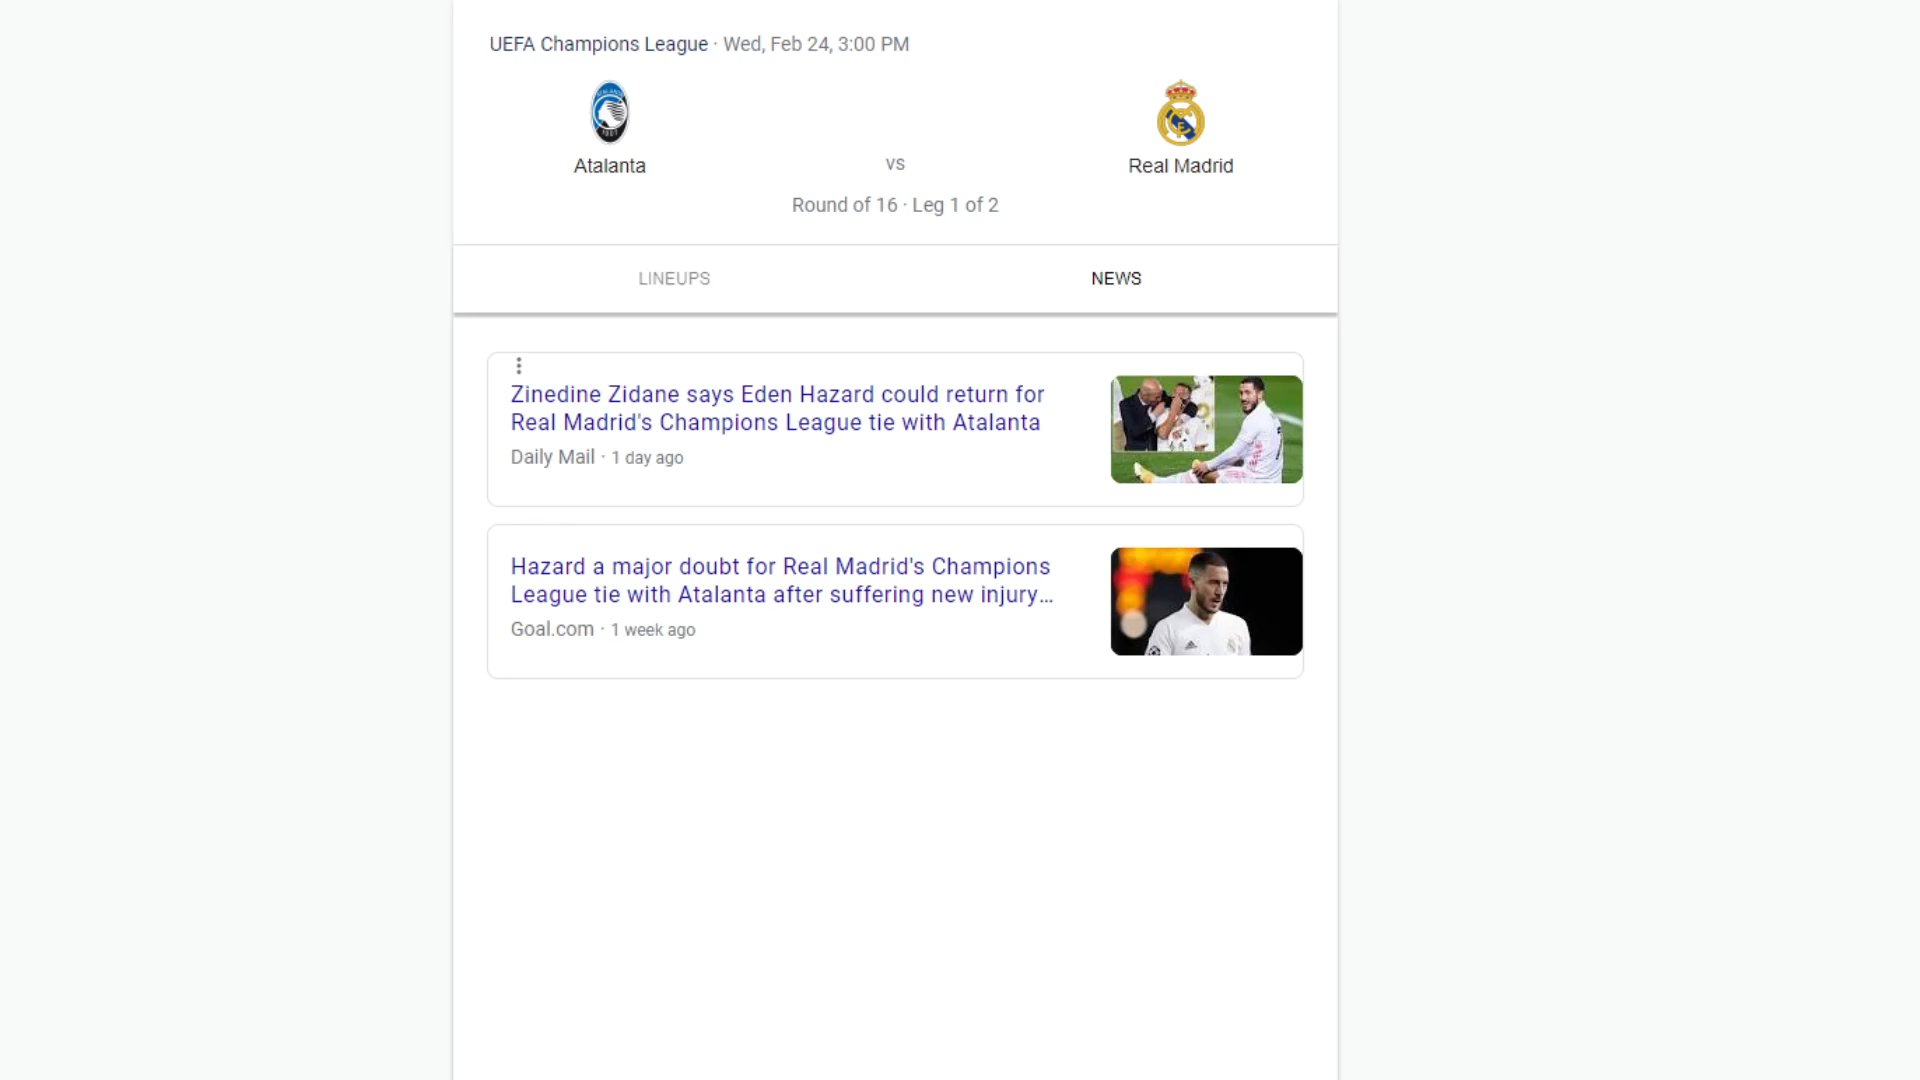 UEFA Champions League · Wed, Feb 24, 3:00 PM
Atalanta
vs
Real Madrid
Round of 16 · Leg 1 of 2
LINEUPS
NEWS
Zinedine Zidane says Eden Hazard could return for
Real Madrid's Champions League tie with Atalanta
Daily Mail · 1 day ago
Hazard a major doubt for Real Madrid's Champions
League tie with Atalanta after suffering new injury...
Goal.com · 1 week ago